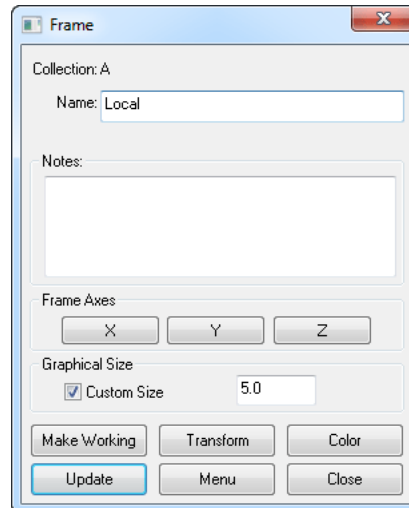 Frame
Collection: A
Name: Local
Notes:
Frame Axes
X Y Z
Graphical Size
Custom Size 5.0
Make Working Transform Color
Update Menu Close